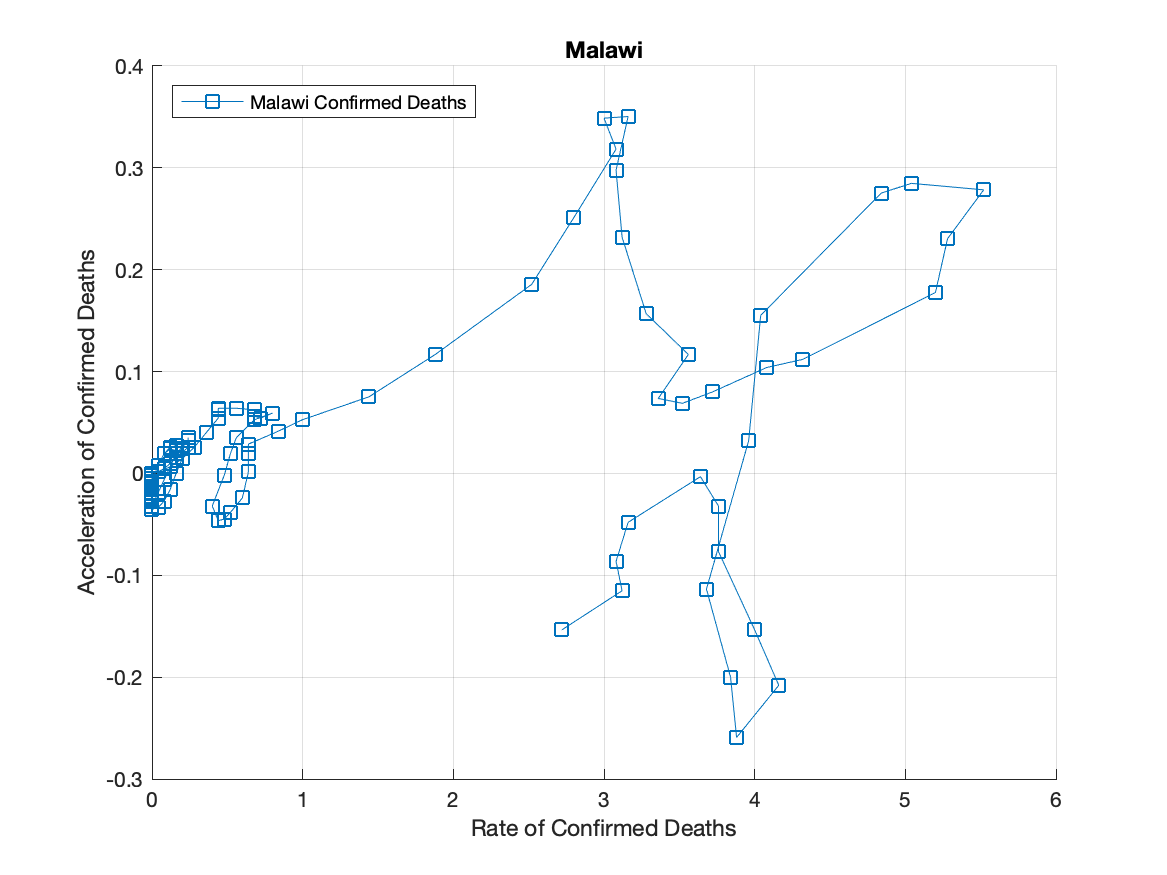 Malawi
0.4
Malawi Confirmed Deaths
0.3
0.2
0.1
0
-0.1
-0.2
-0.3
Acceleration of Confirmed Deaths
0 1 2 3 4 5 6
Rate of Confirmed Deaths